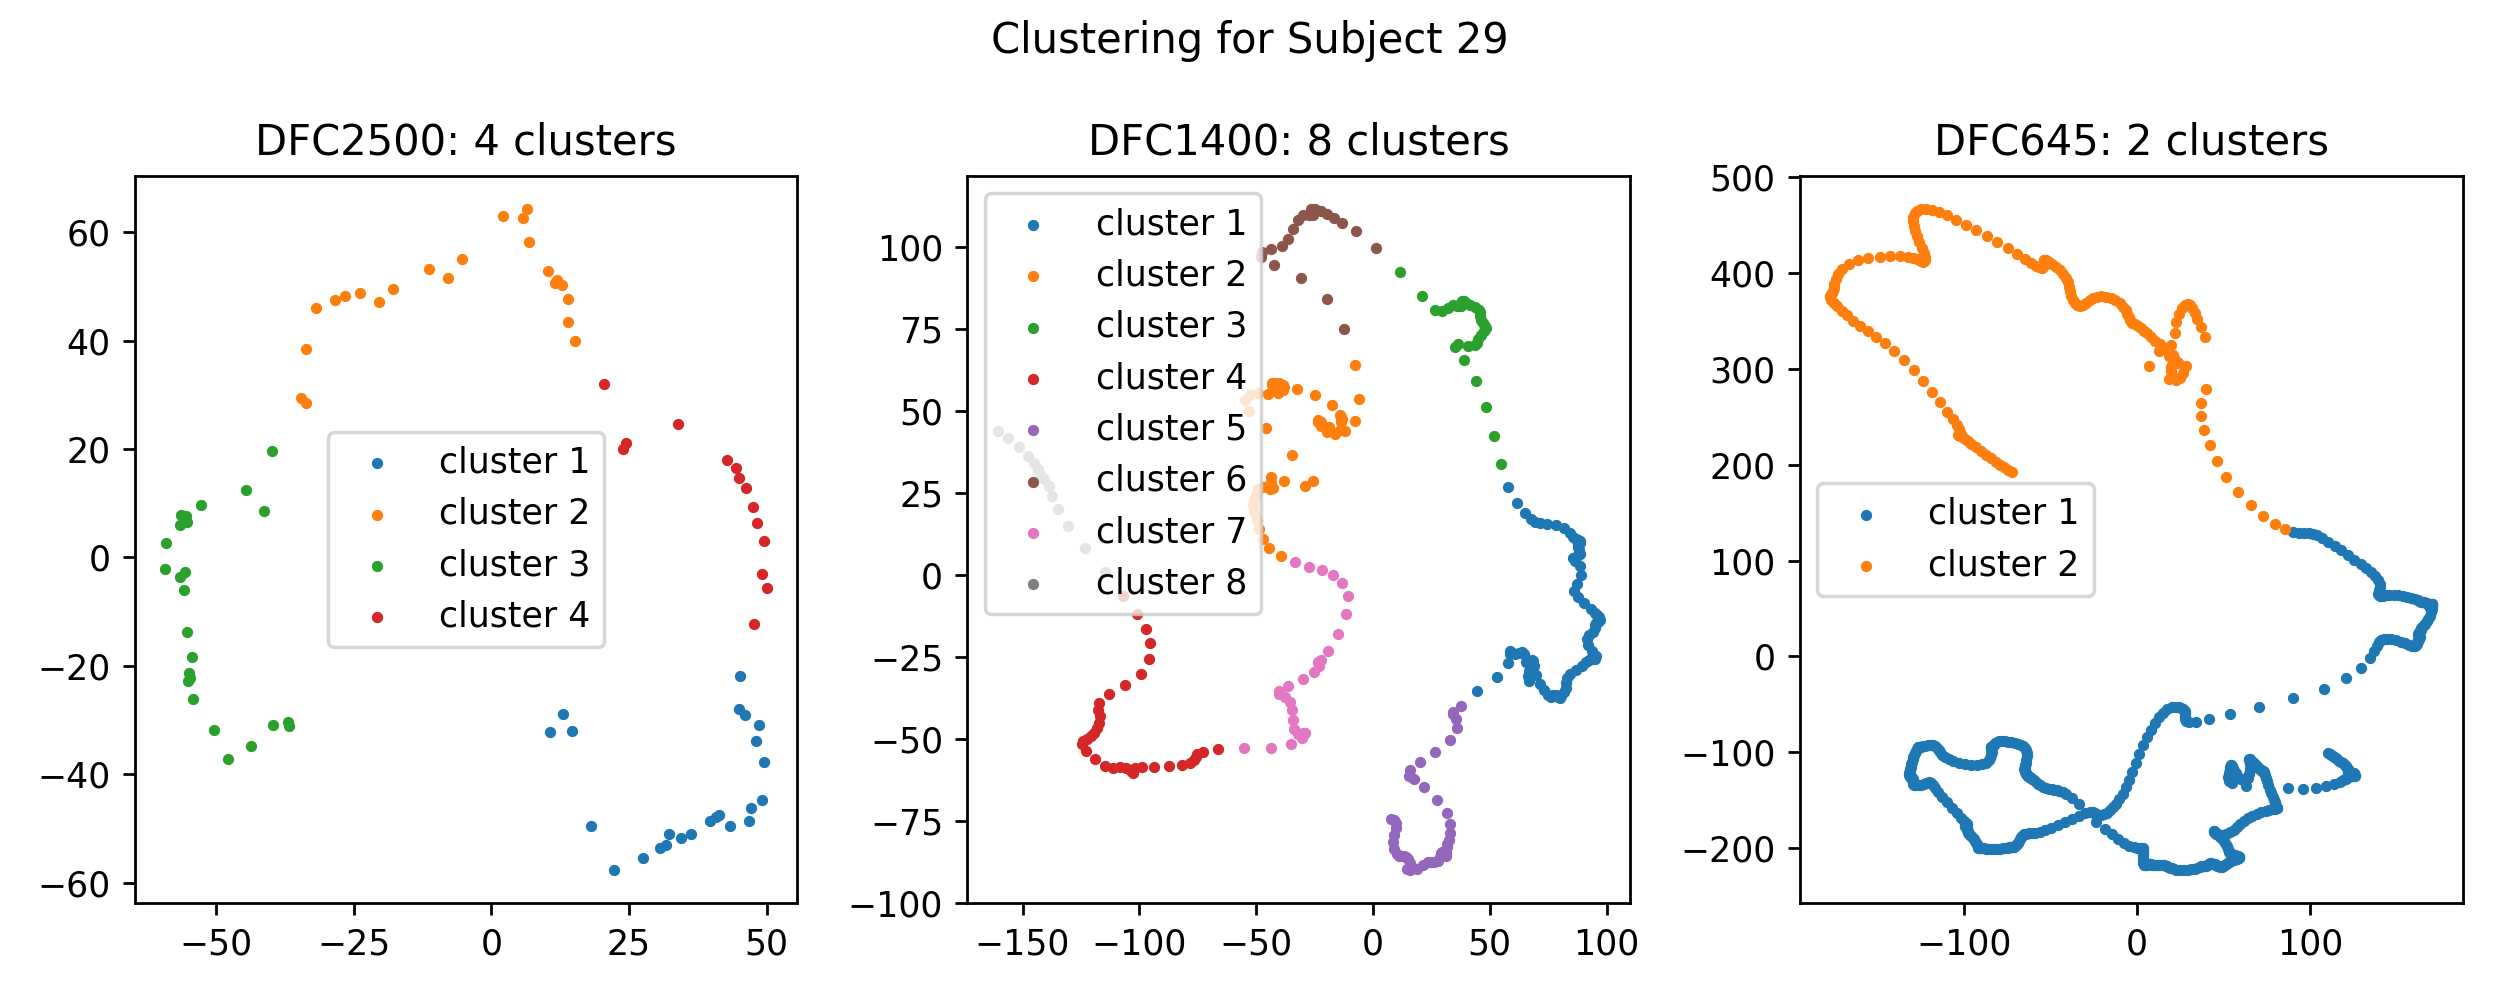 Clustering for Subject 29
DFC2500: 4 clusters
60
40
20
0
−20
−40
−60
−50
−25
0
25
50
cluster 1
cluster 2
cluster 3
cluster 4
DFC1400: 8 clusters
100
75
50
25
0
−25
−50
−75
−100
−150
−100
−50
0
50
100
cluster 1
cluster 2
cluster 3
cluster 4
cluster 5
cluster 6
cluster 7
cluster 8
DFC645: 2 clusters
500
400
300
200
100
0
−100
−200
−100
0
100
cluster 1
cluster 2